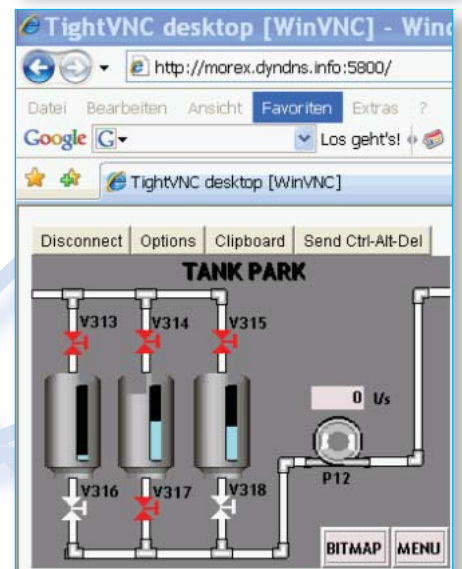 TightVNC desktop [WinVNC] - Wind
http://morex.dyndns.info:5800/
Datei Bearbeiten Ansicht Favoriten Extras ?
Google G Los geht's!
TightVNC desktop [WinVNC]
Disconnect Options Clipboard Send Ctrl-Alt-Del
TANK PARK
V313 V314 V315
0 l/s
P12
V316 V317 V318
BITMAP MENU